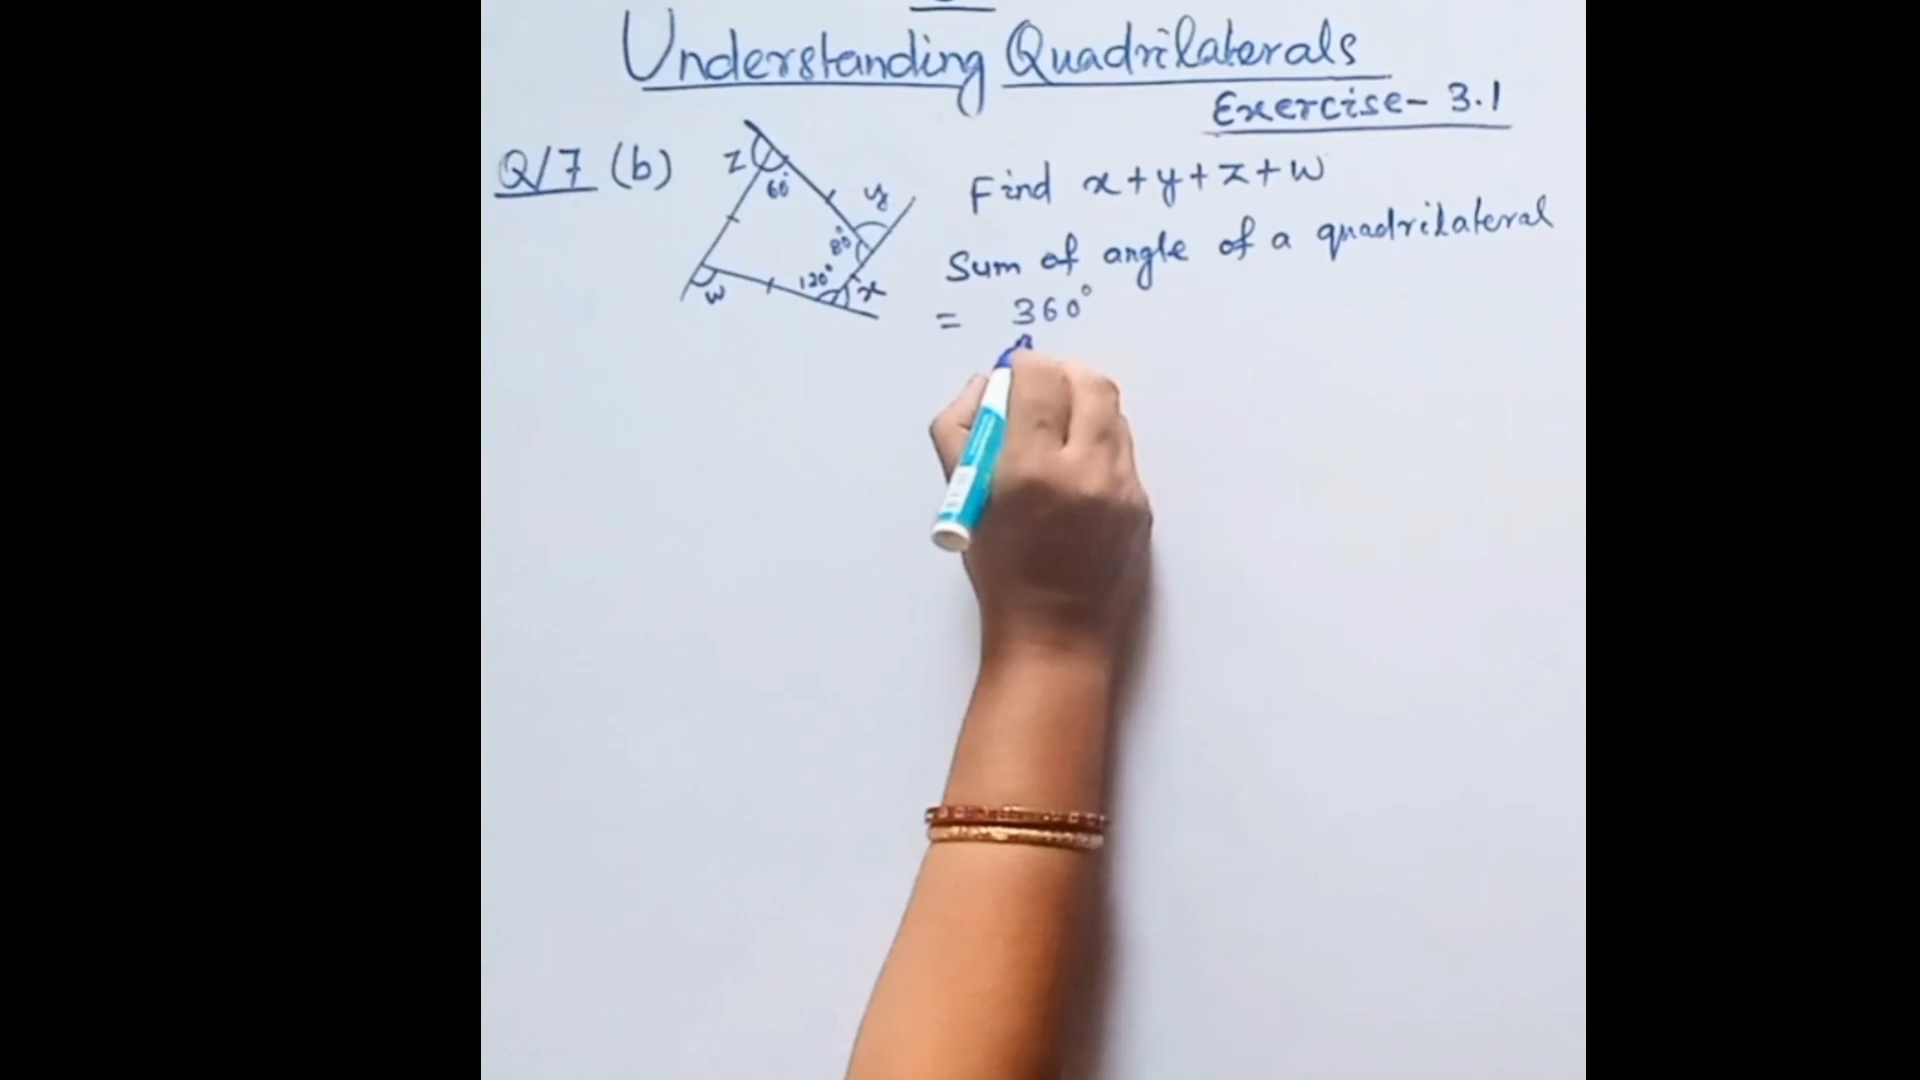 Understanding Quadrilaterals
Exercise- 3.1
Q/7 (b)
Find x+y+z+w
Sum of angle of a quadrilateral
= 360°
z
60°
y
80°
120°
x
w